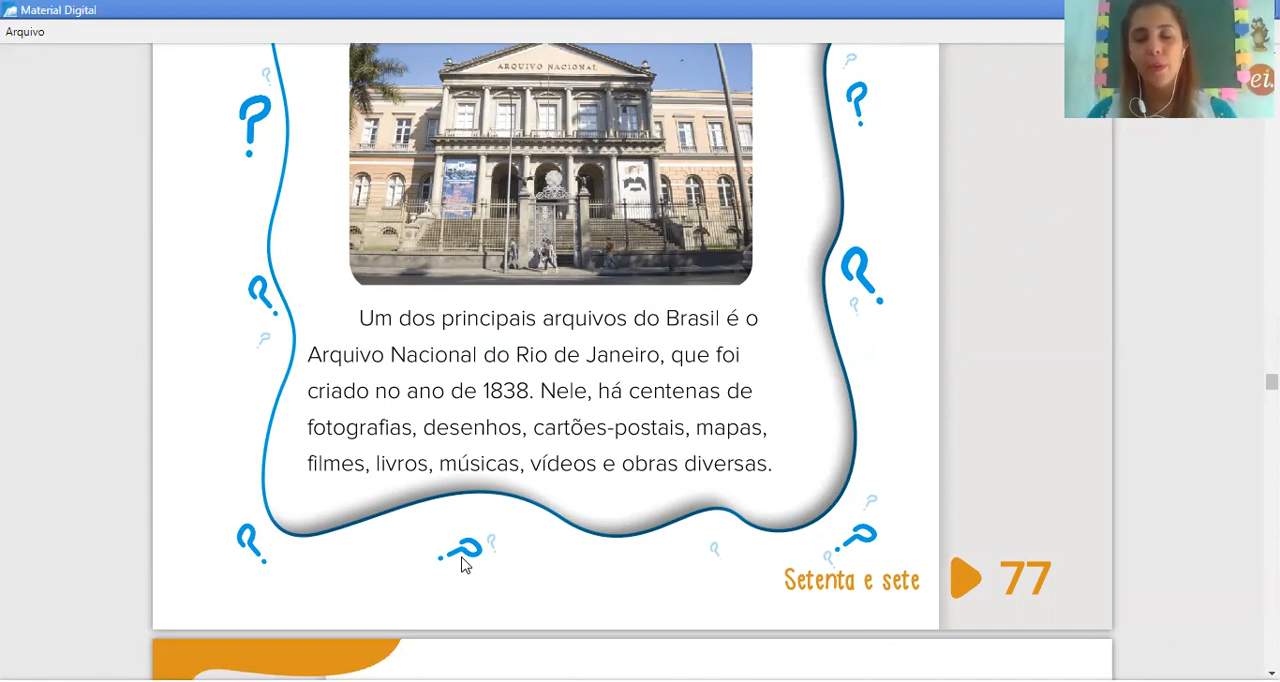 Material Digital
Arquivo
ei.
ARQUIVO NACIONAL
Um dos principais arquivos do Brasil é o
Arquivo Nacional do Rio de Janeiro, que foi
criado no ano de 1838. Nele, há centenas de
fotografias, desenhos, cartões-postais, mapas,
filmes, livros, músicas, vídeos e obras diversas.
Setenta e sete 77